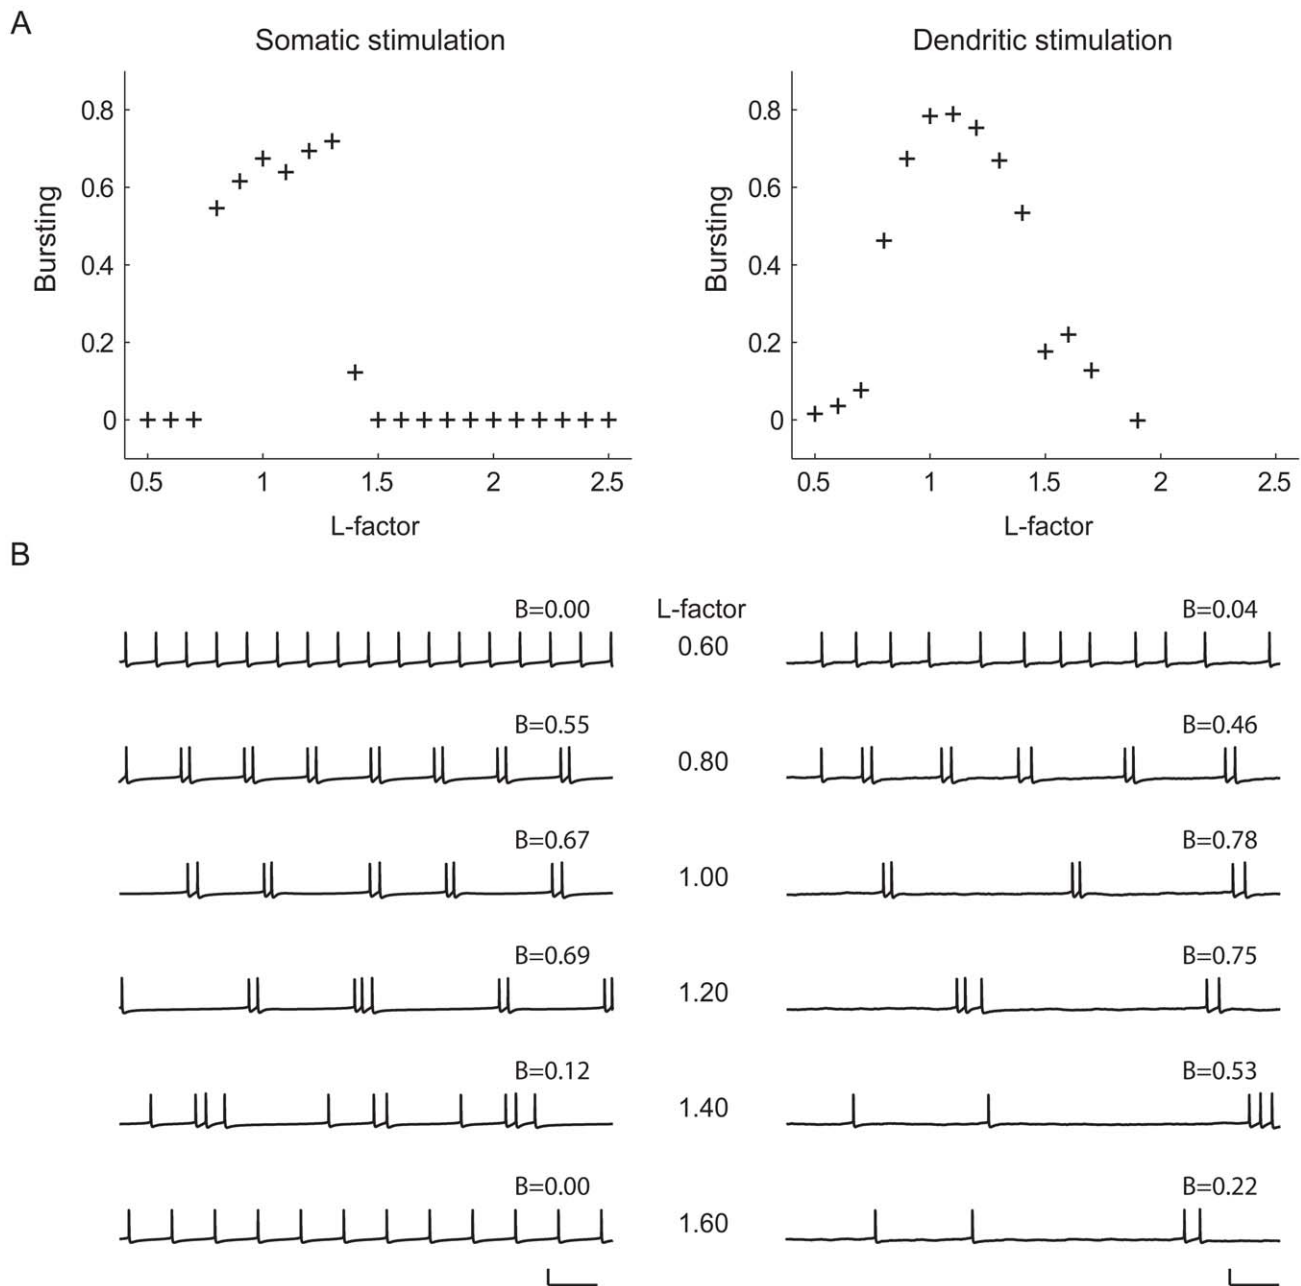 A
Somatic stimulation
Dendritic stimulation
Bursting
0.8
0.6
0.4
0.2
0
0.5 1 1.5 2 2.5
L-factor
Bursting
0.8
0.6
0.4
0.2
0
0.5 1 1.5 2 2.5
L-factor
B
B=0.00 L-factor B=0.04
0.60
B=0.55 B=0.46
0.80
B=0.67 B=0.78
1.00
B=0.69 B=0.75
1.20
B=0.12 B=0.53
1.40
B=0.00 B=0.22
1.60